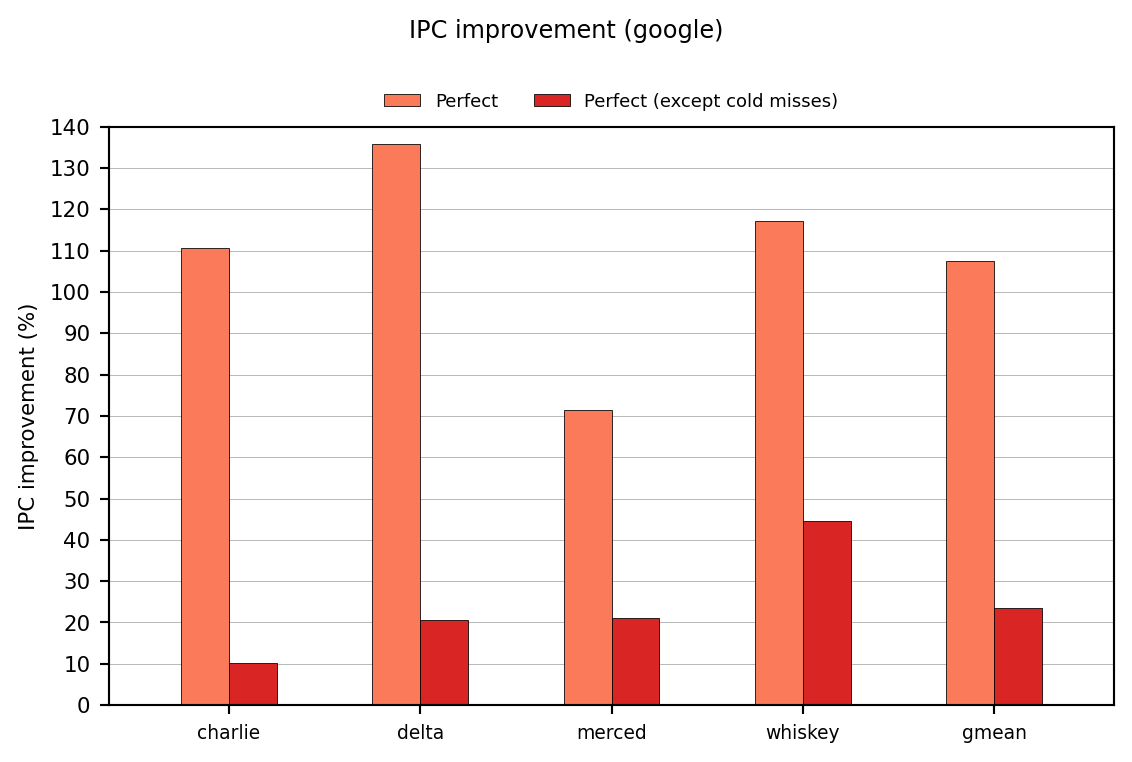 IPC improvement (google)
Perfect
Perfect (except cold misses)
IPC improvement (%)
140
130
120
110
100
90
80
70
60
50
40
30
20
10
0
charlie
delta
merced
whiskey
gmean